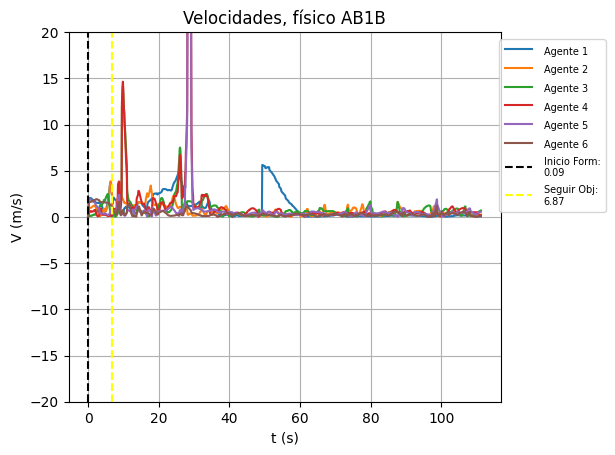 Velocidades, físico AB1B
V (m/s)
20
15
10
5
0
−5
−10
−15
−20
0
20
40
60
80
100
t (s)
Agente 1
Agente 2
Agente 3
Agente 4
Agente 5
Agente 6
Inicio Form:
0.09
Seguir Obj:
6.87